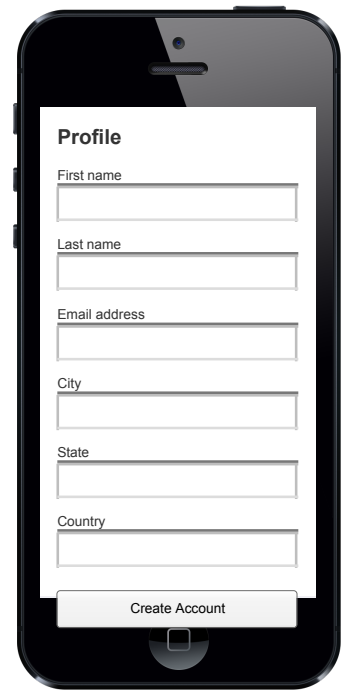 Profile
First name
Last name
Email address
City
State
Country
Create Account